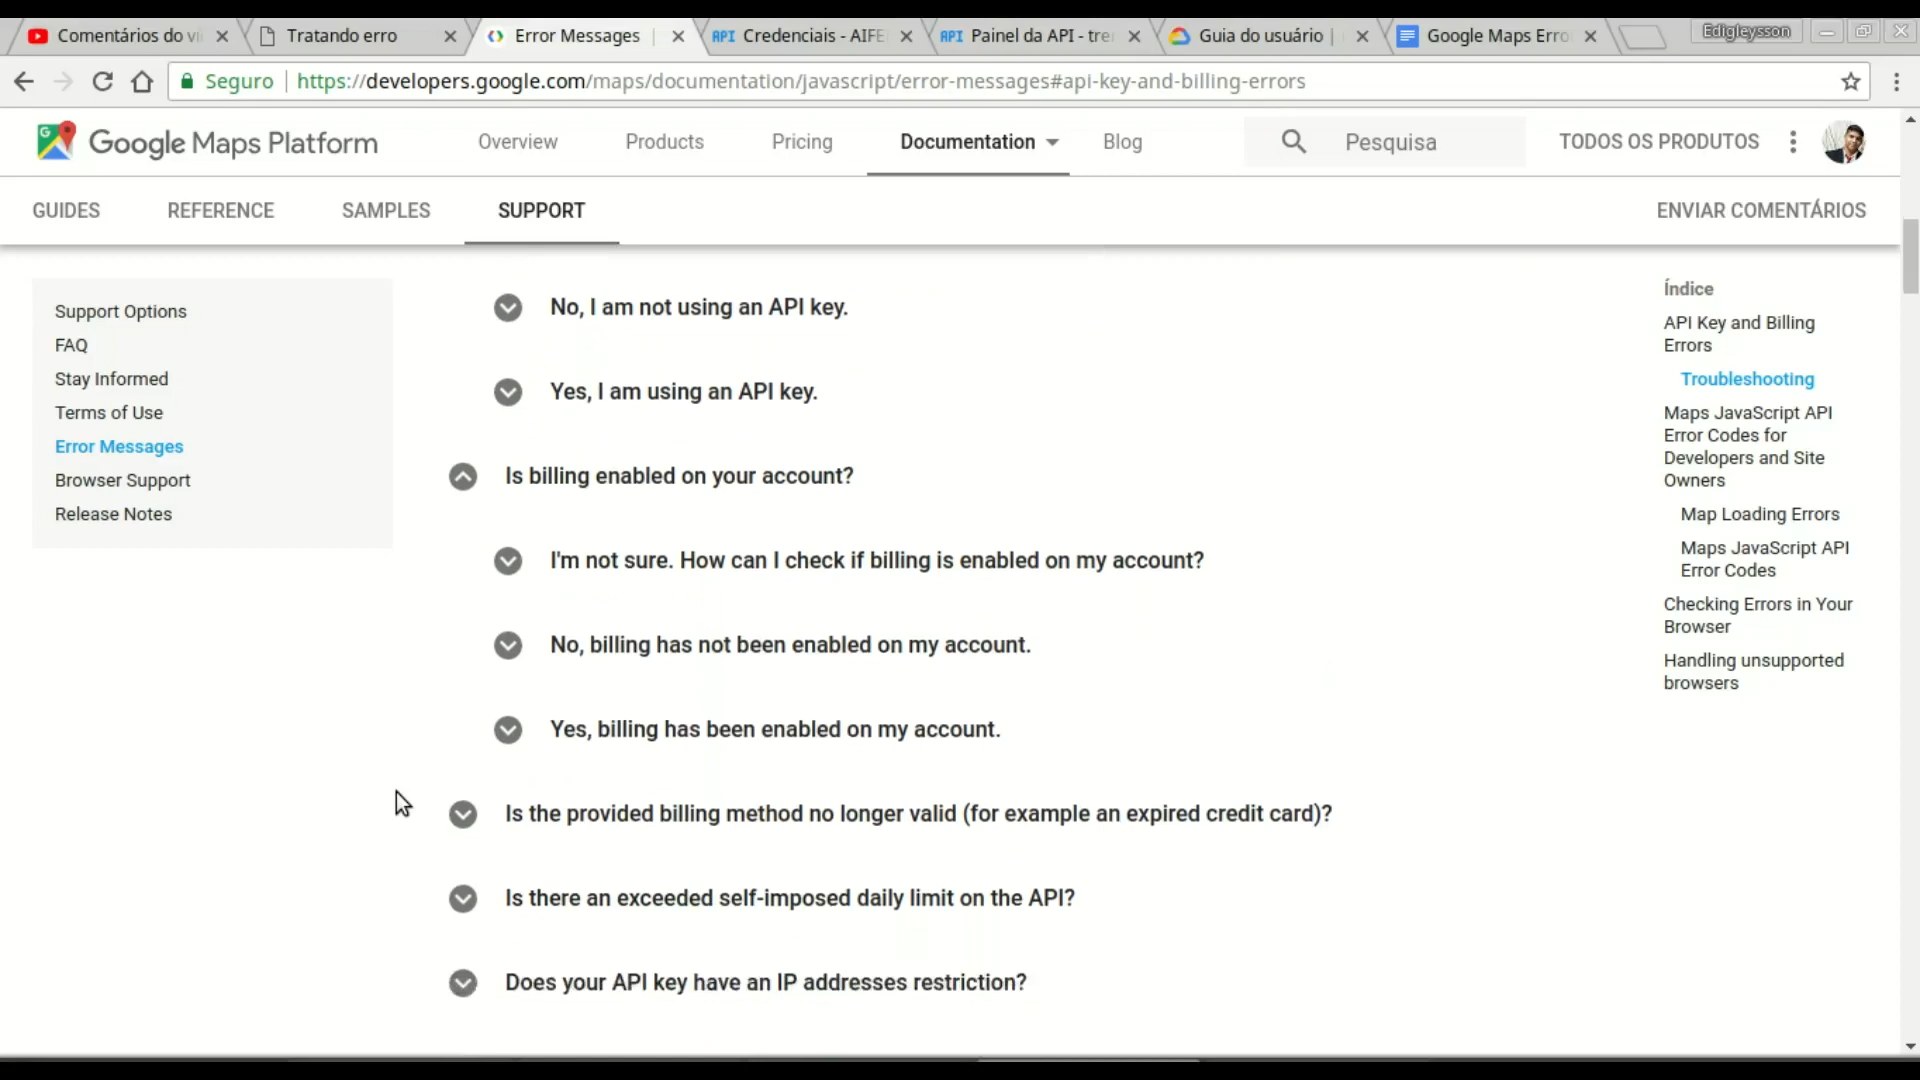 Comentários do ví
Tratando erro
Error Messages
API Credenciais - AIFE
API Painel da API - tre
Guia do usuário
Google Maps Erro
Edigleysson
Seguro https://developers.google.com/maps/documentation/javascript/error-messages#api-key-and-billing-errors
Google Maps Platform
Overview
Products
Pricing
Documentation
Blog
Pesquisa
TODOS OS PRODUTOS
GUIDES
REFERENCE
SAMPLES
SUPPORT
ENVIAR COMENTÁRIOS
Support Options
FAQ
Stay Informed
Terms of Use
Error Messages
Browser Support
Release Notes
No, I am not using an API key.
Yes, I am using an API key.
Is billing enabled on your account?
I'm not sure. How can I check if billing is enabled on my account?
No, billing has not been enabled on my account.
Yes, billing has been enabled on my account.
Is the provided billing method no longer valid (for example an expired credit card)?
Is there an exceeded self-imposed daily limit on the API?
Does your API key have an IP addresses restriction?
Índice
API Key and Billing
Errors
Troubleshooting
Maps JavaScript API
Error Codes for
Developers and Site
Owners
Map Loading Errors
Maps JavaScript API
Error Codes
Checking Errors in Your
Browser
Handling unsupported
browsers